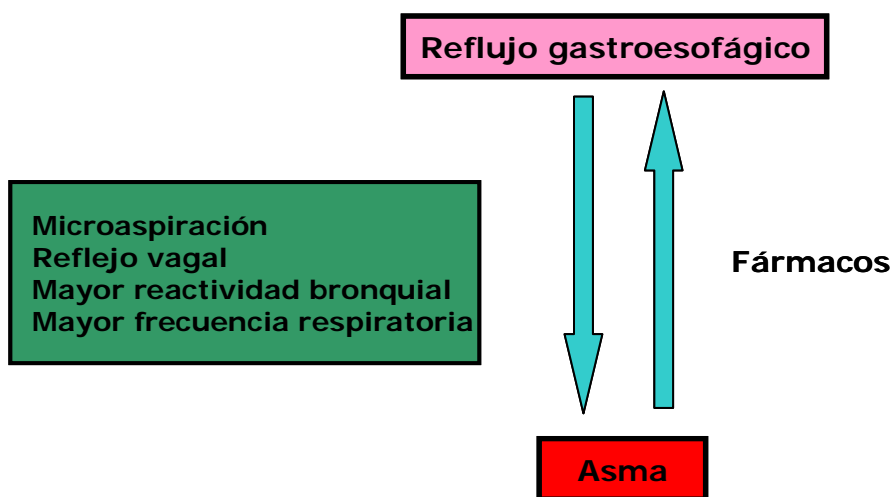 Reflujo gastroesofágico
Microaspiración
Reflejo vagal
Mayor reactividad bronquial
Mayor frecuencia respiratoria
Fármacos
Asma